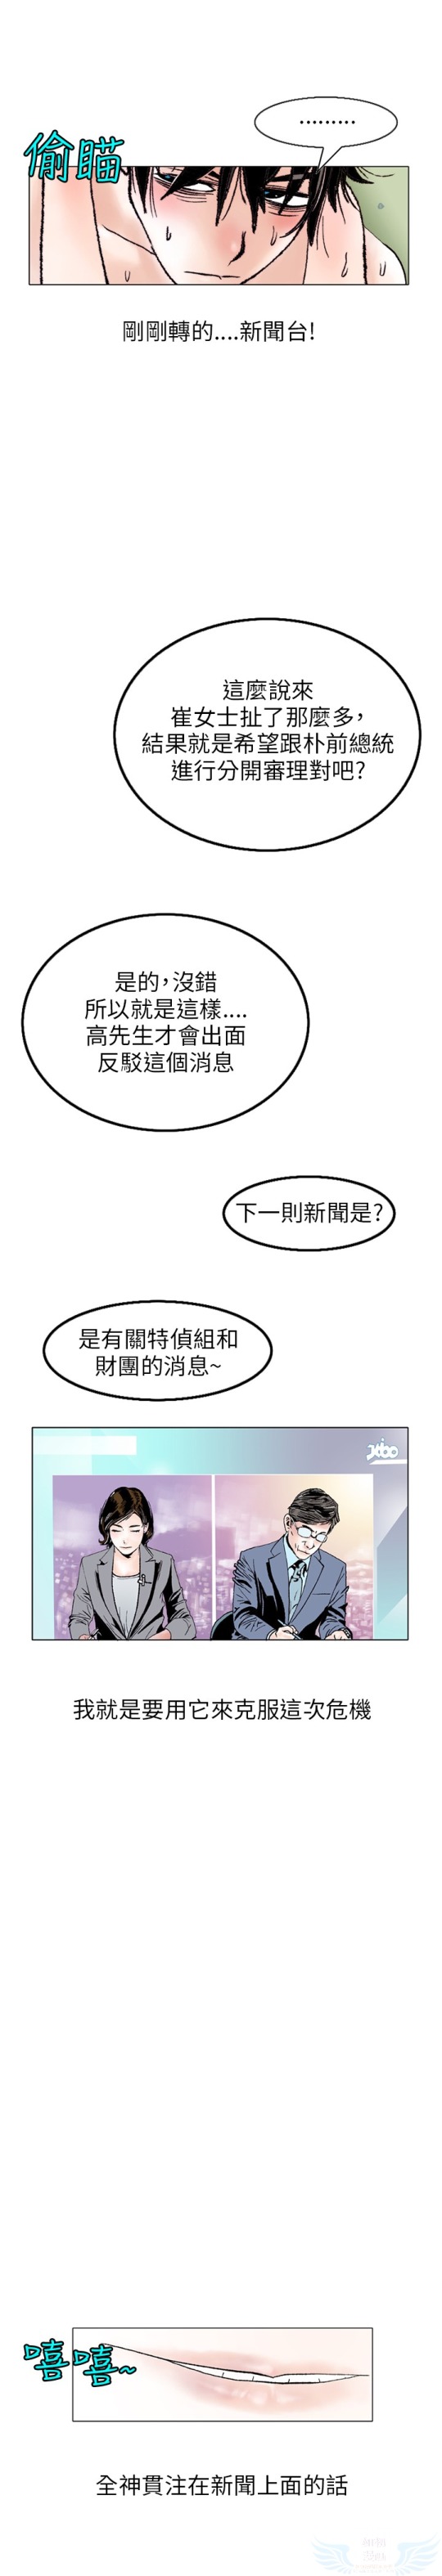 ………
偷瞄
剛剛轉的....新聞台!
這麼說來
崔女士扯了那麼多,
結果就是希望跟朴前總統
進行分開審理對吧?
是的,沒錯
所以就是這樣....
高先生才會出面
反駁這個消息
下一則新聞是?
是有關特偵組和
財團的消息~
我就是要用它來克服這次危機
嘻嘻~
全神貫注在新聞上面的話